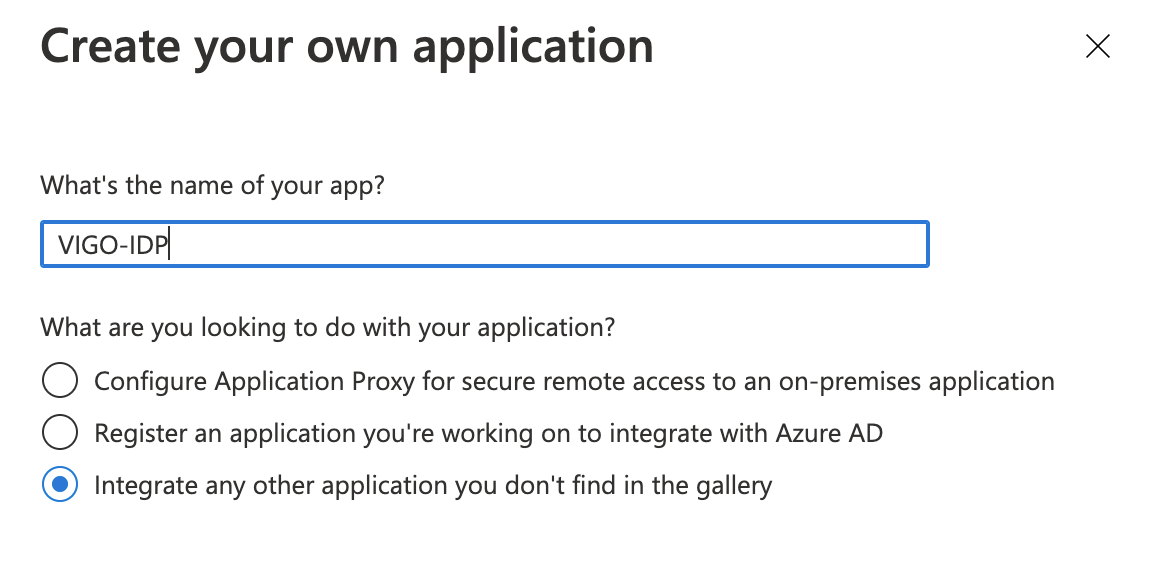 Create your own application
What's the name of your app?
VIGO-IDP
What are you looking to do with your application?
Configure Application Proxy for secure remote access to an on-premises application
Register an application you're working on to integrate with Azure AD
Integrate any other application you don't find in the gallery